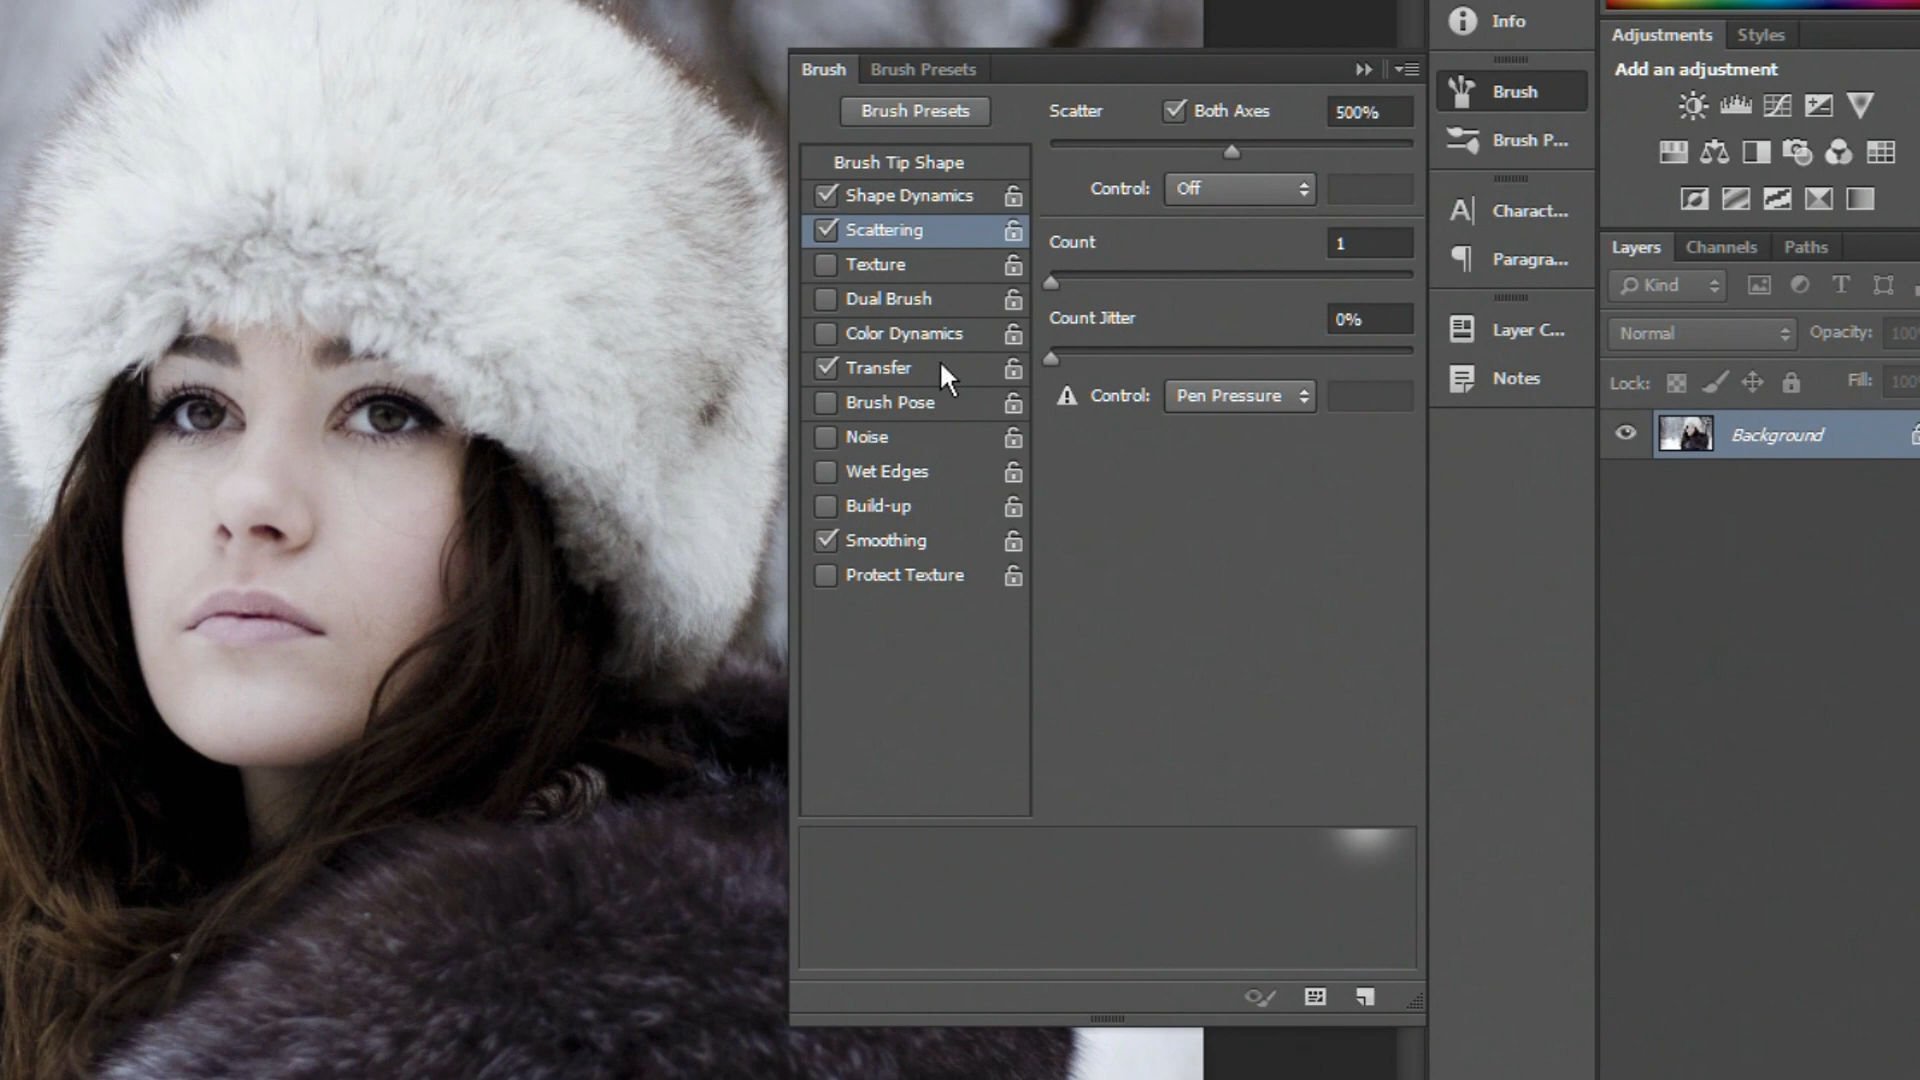 Brush
Brush Presets
Brush Presets
Brush Tip Shape
Shape Dynamics
Scattering
Texture
Dual Brush
Color Dynamics
Transfer
Brush Pose
Noise
Wet Edges
Build-up
Smoothing
Protect Texture
Scatter
Both Axes
500%
Control:
Off
Count
1
Count Jitter
0%
Control:
Pen Pressure
Info
Brush
Brush P...
Charact...
Paragra...
Layer C...
Notes
Adjustments
Styles
Add an adjustment
Layers
Channels
Paths
Kind
Normal
Opacity:
100
Lock:
Fill:
100
Background